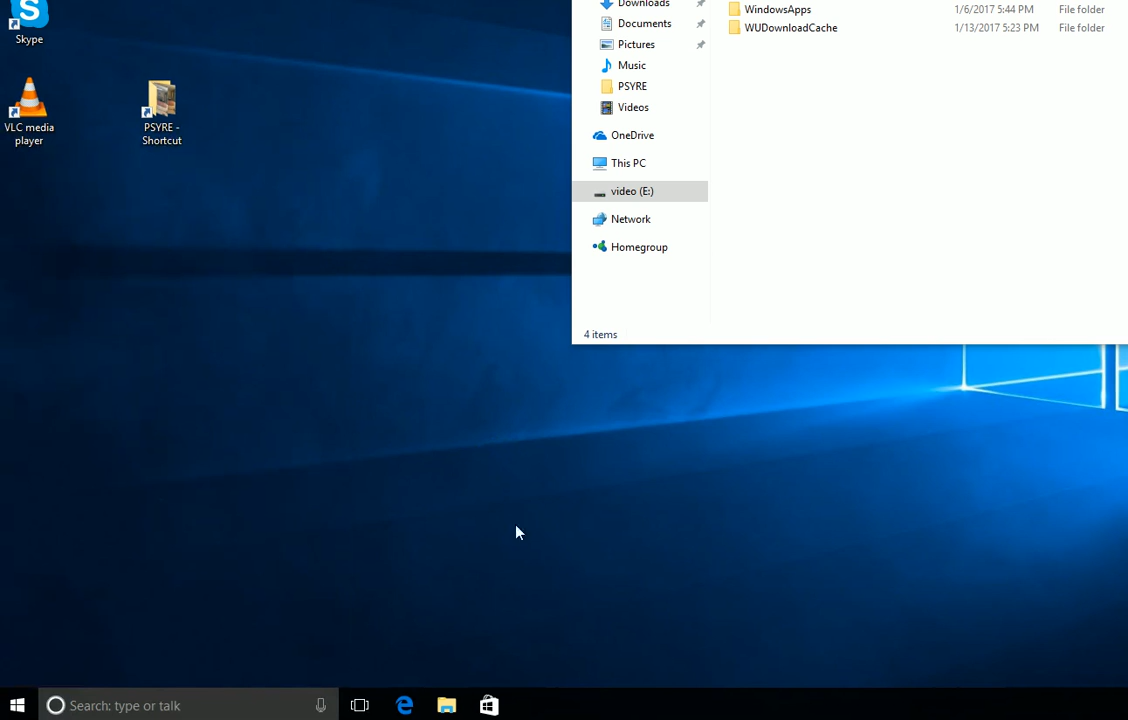 S
Skype
VLC media
player
PSYRE -
Shortcut
Downloads
Documents
Pictures
Music
PSYRE
Videos
OneDrive
This PC
video (E:)
Network
Homegroup
WindowsApps 1/6/2017 5:44 PM File folder
WUDownloadCache 1/13/2017 5:23 PM File folder
4 items
Search: type or talk